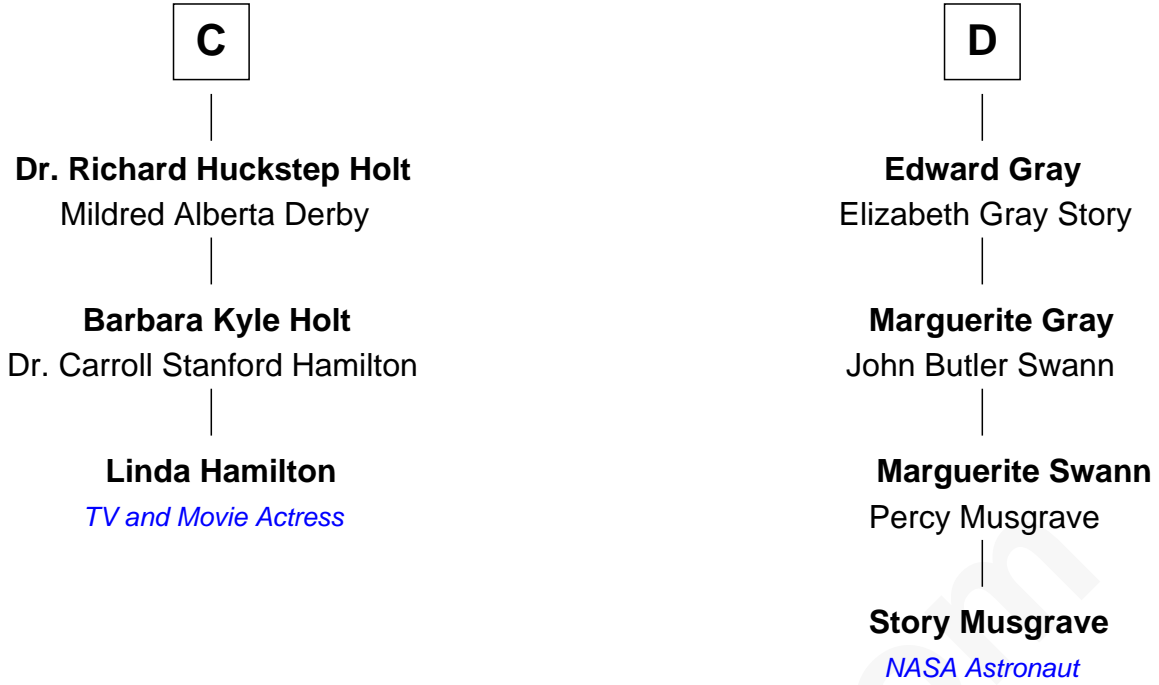 C
Dr. Richard Huckstep Holt
Mildred Alberta Derby
Barbara Kyle Holt
Dr. Carroll Stanford Hamilton
Linda Hamilton
TV and Movie Actress
D
Edward Gray
Elizabeth Gray Story
Marguerite Gray
John Butler Swann
Marguerite Swann
Percy Musgrave
Story Musgrave
NASA Astronaut
om